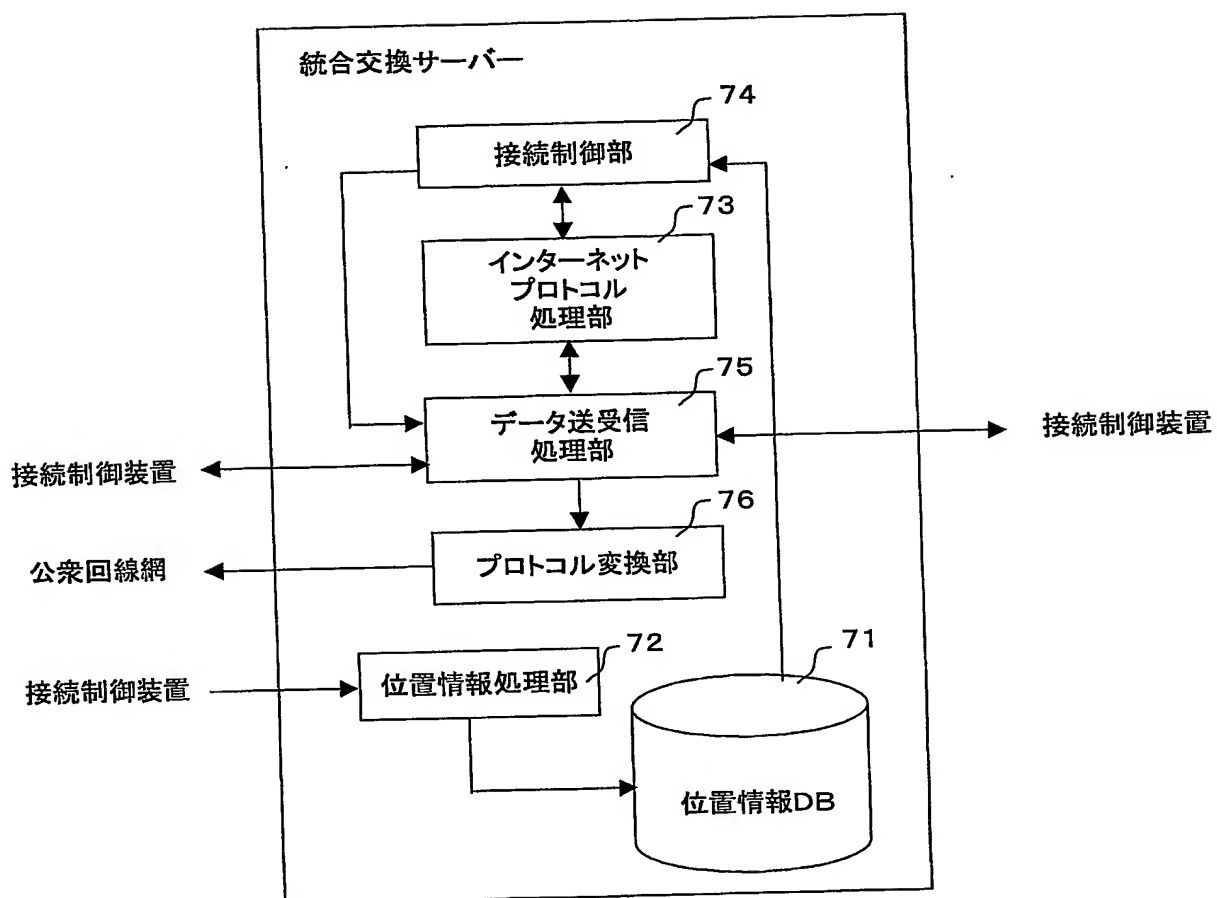 統合交換サーバー
74
接続制御部
73
インターネット
プロトコル
処理部
75
データ送受信
処理部
接続制御装置
接続制御装置
76
プロトコル変換部
公衆回線網
72
位置情報処理部
接続制御装置
71
位置情報DB